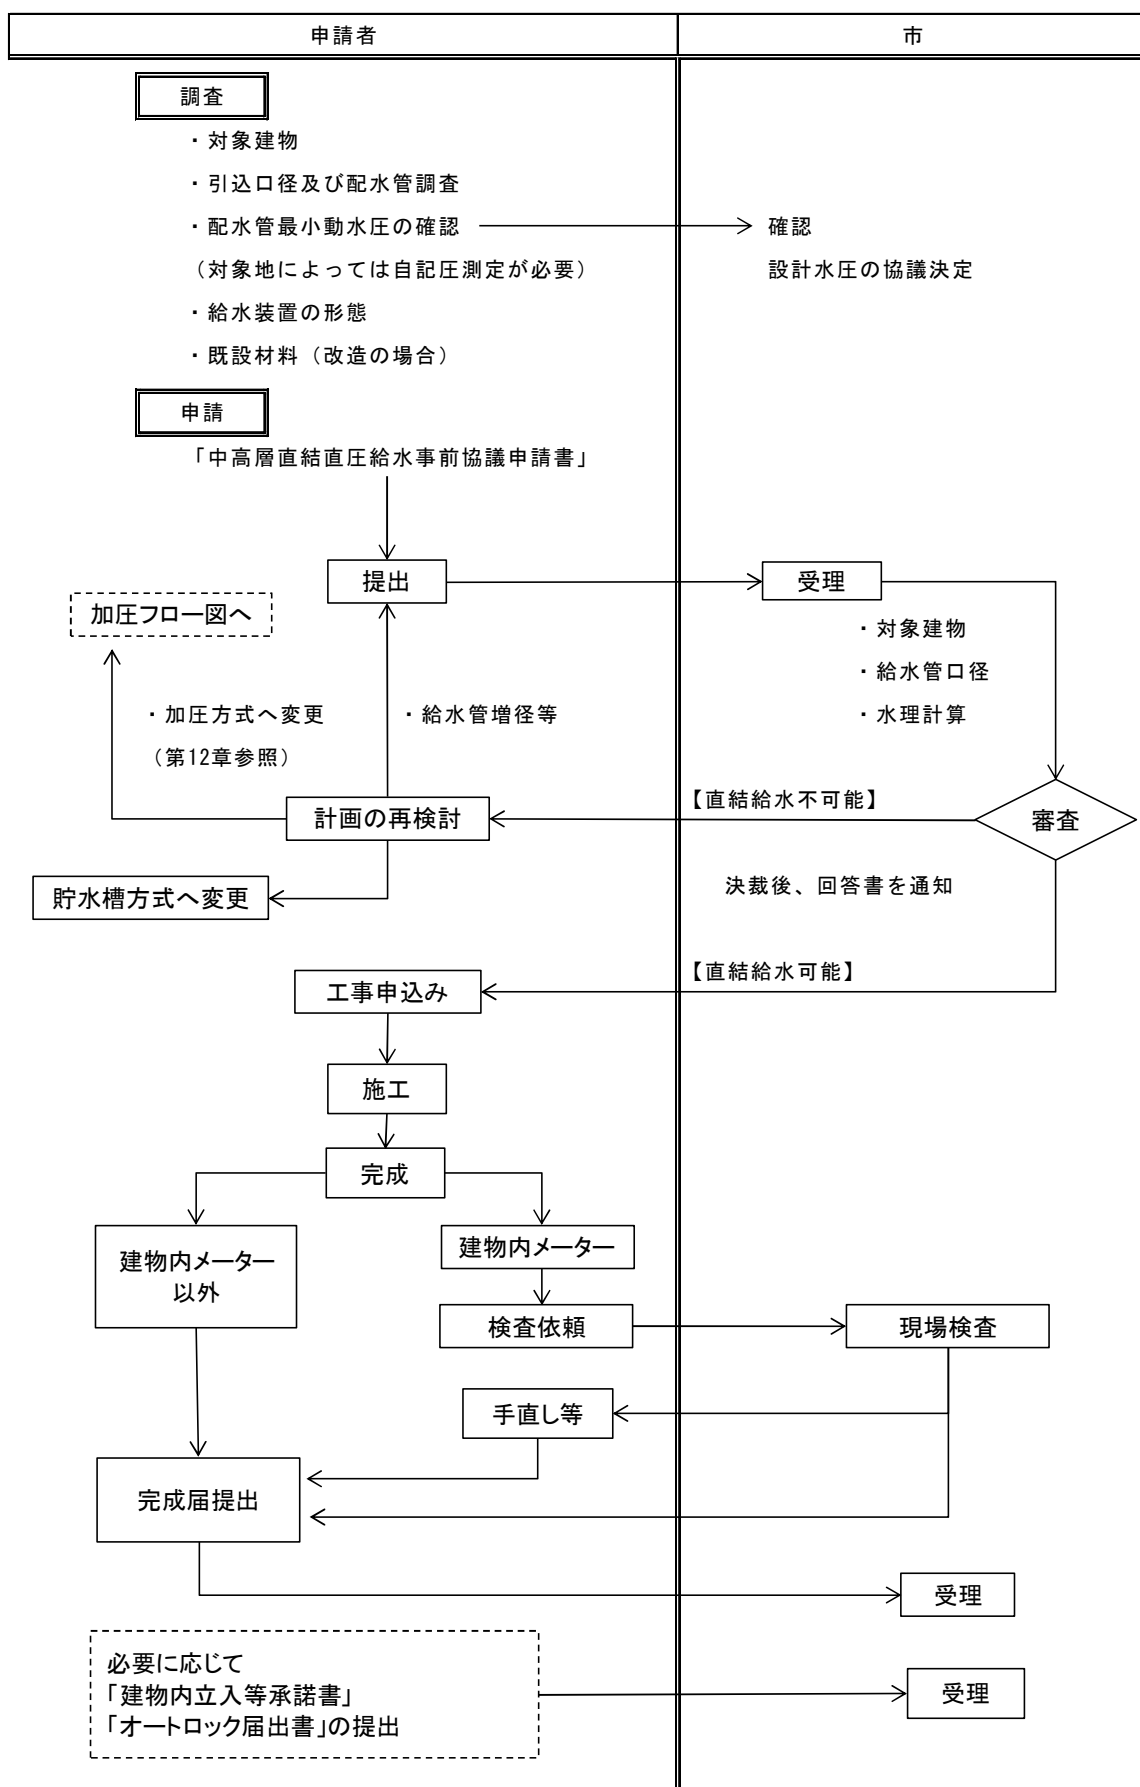 申請者
市
調査
・対象建物
・引込口径及び配水管調査
・配水管最小動水圧の確認
確認
（対象地によっては自記圧測定が必要）
設計水圧の協議決定
・給水装置の形態
・既設材料（改造の場合）
申請
「中高層直結直圧給水事前協議申請書」
提出
受理
加圧フロー図へ
・対象建物
・給水管口径
・水理計算
・加圧方式へ変更
（第12章参照）
・給水管増径等
【直結給水不可能】
計画の再検討
審査
貯水槽方式へ変更
決裁後、回答書を通知
【直結給水可能】
工事申込み
施工
完成
建物内メーター
以外
建物内メーター
検査依頼
現場検査
手直し等
完成届提出
受理
必要に応じて
「建物内立入等承諾書」
「オートロック届出書」の提出
受理